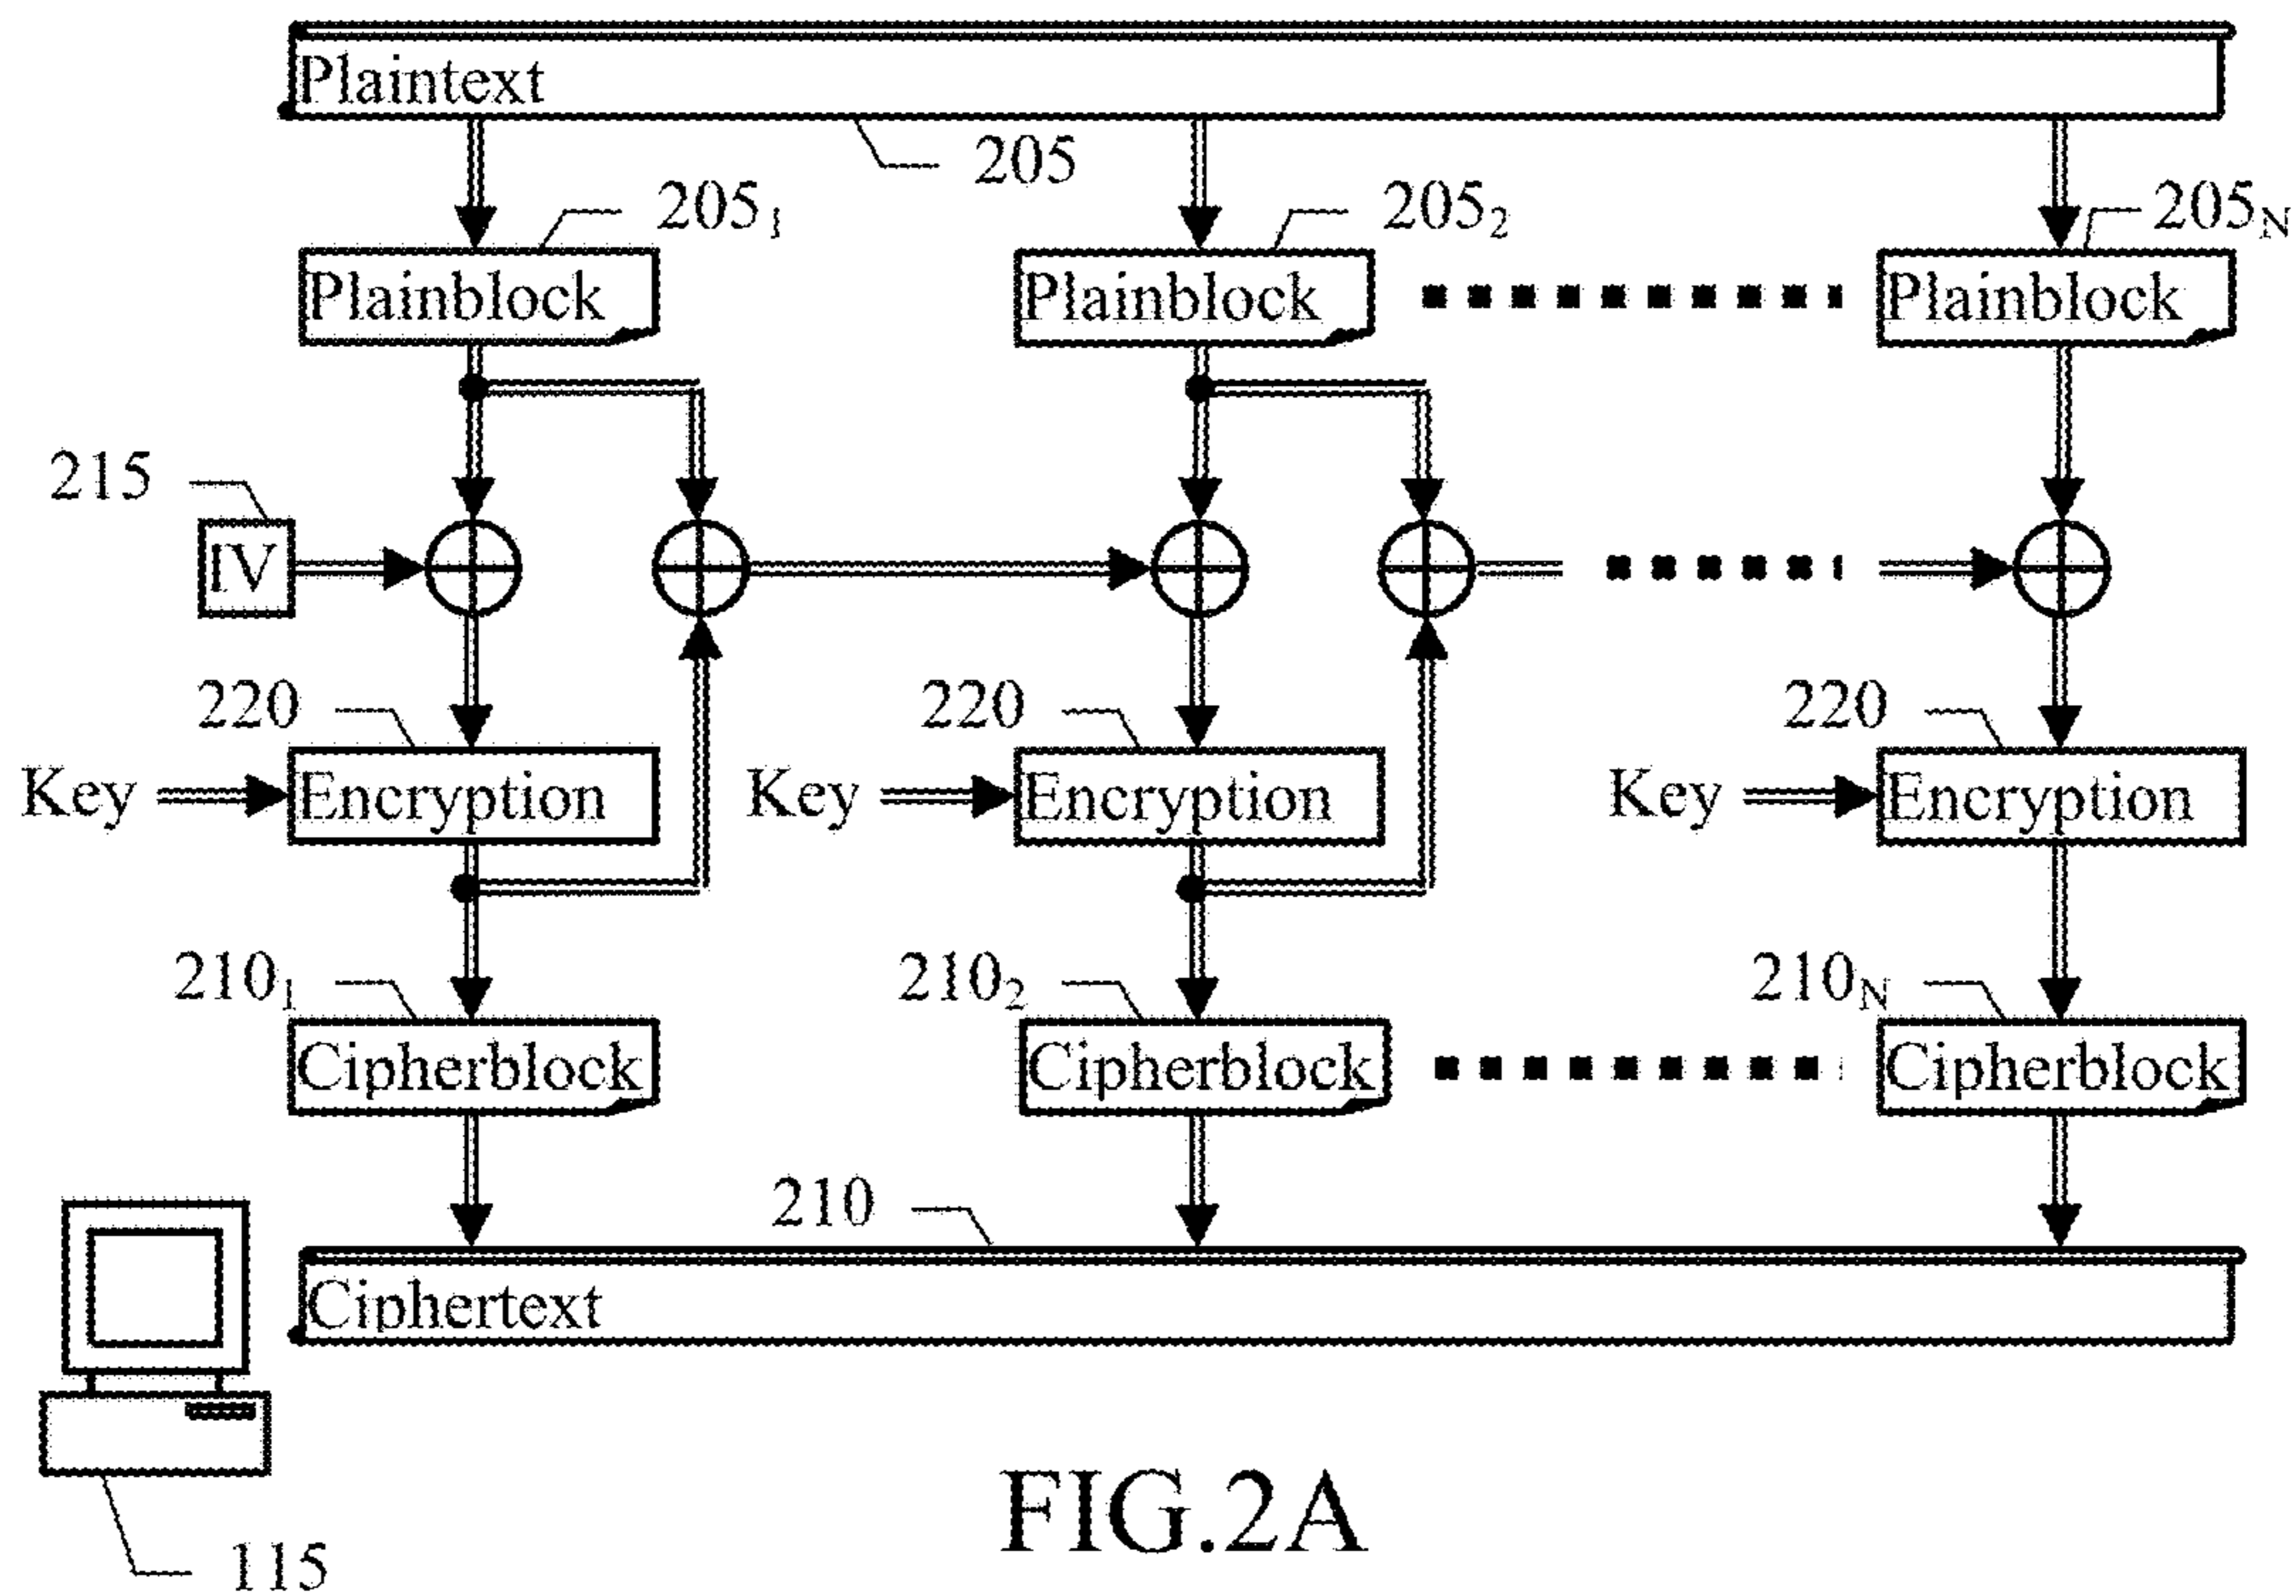 Plaintext
205
205₁ 205₂ 205N
Plainblock Plainblock Plainblock
215
IV
220 220 220
Key Encryption Key Encryption Key Encryption
210₁ 210₂ 210N
Cipherblock Cipherblock Cipherblock
210
Ciphertext
FIG.2A
115